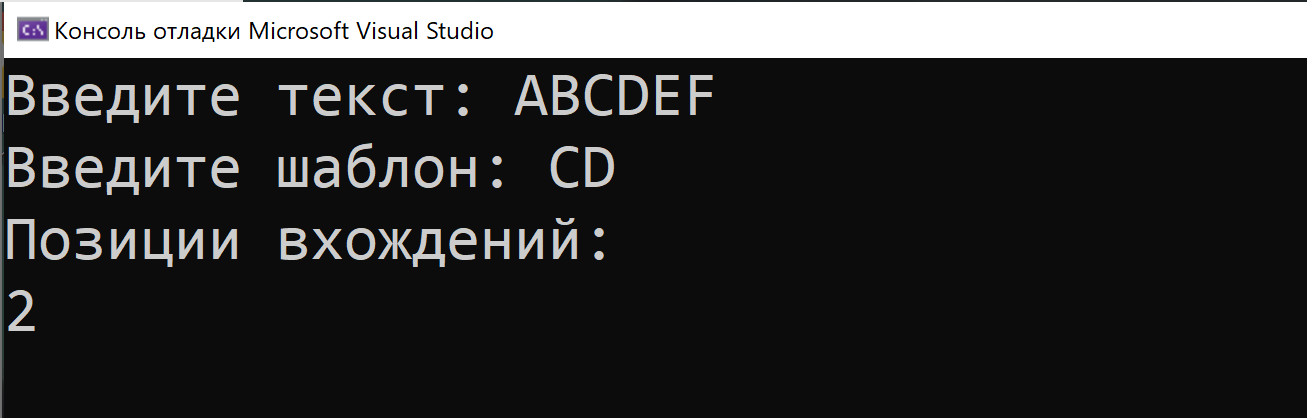 Консоль отладки Microsoft Visual Studio
Введите текст: ABCDEF
Введите шаблон: CD
Позиции вхождений:
2